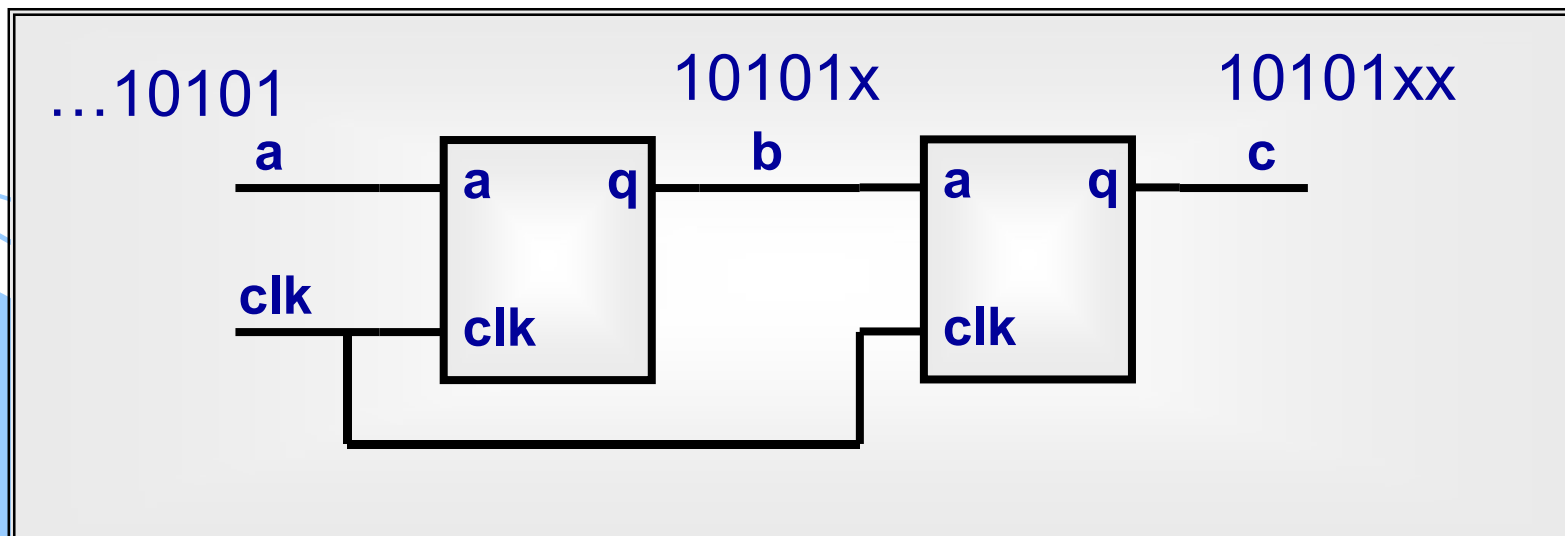 …10101 10101x 10101xx
a b c
a q a q
clk
clk clk